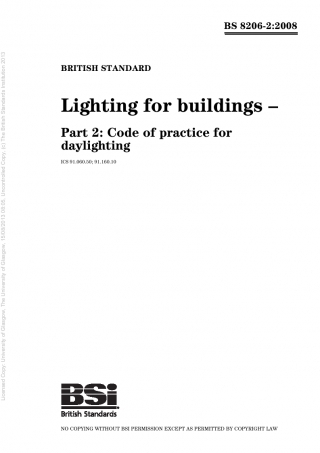 BS 8206-2:2008
BRITISH STANDARD
Lighting for buildings –
Part 2: Code of practice for
daylighting
ICS 91.060.50; 91.160.10
BSi
British Standards
NO COPYING WITHOUT BSI PERMISSION EXCEPT AS PERMITTED BY COPYRIGHT LAW